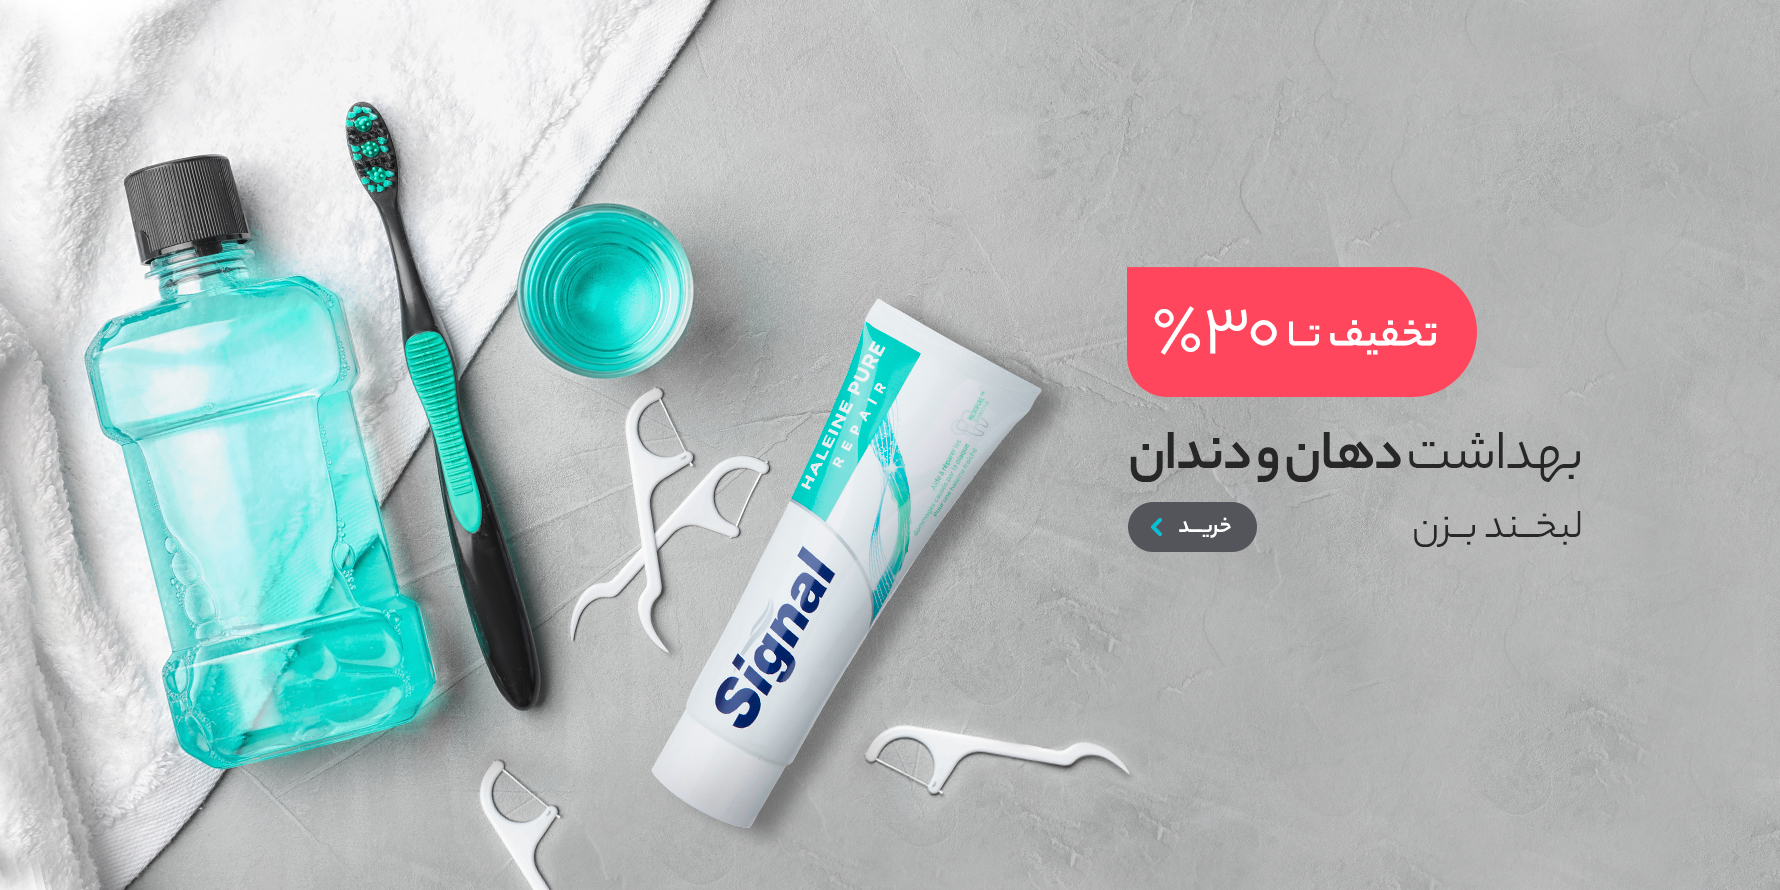 تخفیف تا ۳۰%
بهداشت دهان و دندان
لبخند بزن
خرید
HALEINE PURE
REPAIR
Signal